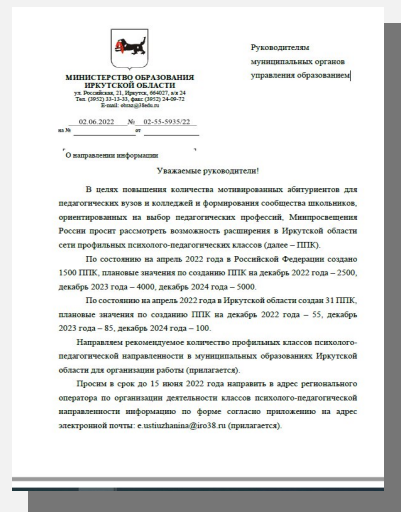 Руководителям
муниципальных органов
управления образованием
МИНИСТЕРСТВО ОБРАЗОВАНИЯ
ИРКУТСКОЙ ОБЛАСТИ
ул. Российская, 21, Иркутск, 664027, а/я 24
Тел. (3952) 33-13-33, факс (3952) 24-09-72
E-mail:
02.06.2022 № 02-55-5935/22
на № от
О направлении информации
Уважаемые руководители!
В целях повышения количества мотивированных абитуриентов для
педагогических вузов и колледжей и формирования сообщества школьников,
ориентированных на выбор педагогических профессий, Минпросвещения
России просит рассмотреть возможность расширения в Иркутской области
сети профильных психолого-педагогических классов (далее – ППК).
По состоянию на апрель 2022 года в Российской Федерации создано
1500 ППК, плановые значения по созданию ППК на декабрь 2022 года – 2500,
декабрь 2023 года – 4000, декабрь 2024 года – 5000.
По состоянию на апрель 2022 года в Иркутской области создан 31 ППК,
плановые значения по созданию ППК на декабрь 2022 года – 55, декабрь
2023 года – 85, декабрь 2024 года – 100.
Направляем рекомендуемое количество профильных классов психолого-
педагогической направленности в муниципальных образованиях Иркутской
области для организации работы (прилагается).
Просим в срок до 15 июня 2022 года направить в адрес регионального
оператора по организации деятельности классов психолого-педагогической
направленности информацию по форме согласно приложению на адрес
электронной почты: e.ustiuzhanina@iro38.ru (прилагается).